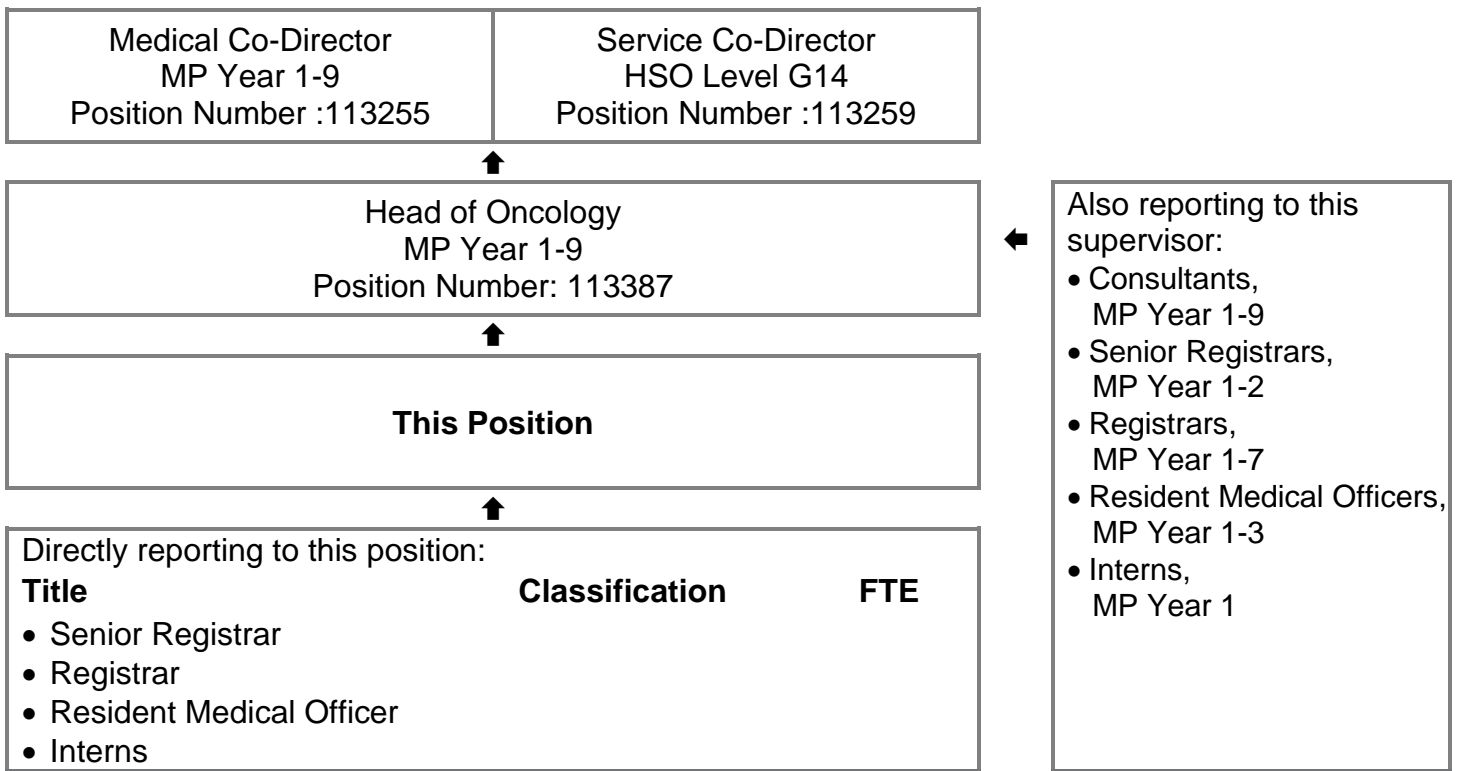 Medical Co-Director
MP Year 1-9
Position Number :113255
Service Co-Director
HSO Level G14
Position Number :113259
Head of Oncology
MP Year 1-9
Position Number: 113387
This Position
Directly reporting to this position:
Title Classification FTE
• Senior Registrar
• Registrar
• Resident Medical Officer
• Interns
Also reporting to this
supervisor:
• Consultants,
MP Year 1-9
• Senior Registrars,
MP Year 1-2
• Registrars,
MP Year 1-7
• Resident Medical Officers,
MP Year 1-3
• Interns,
MP Year 1